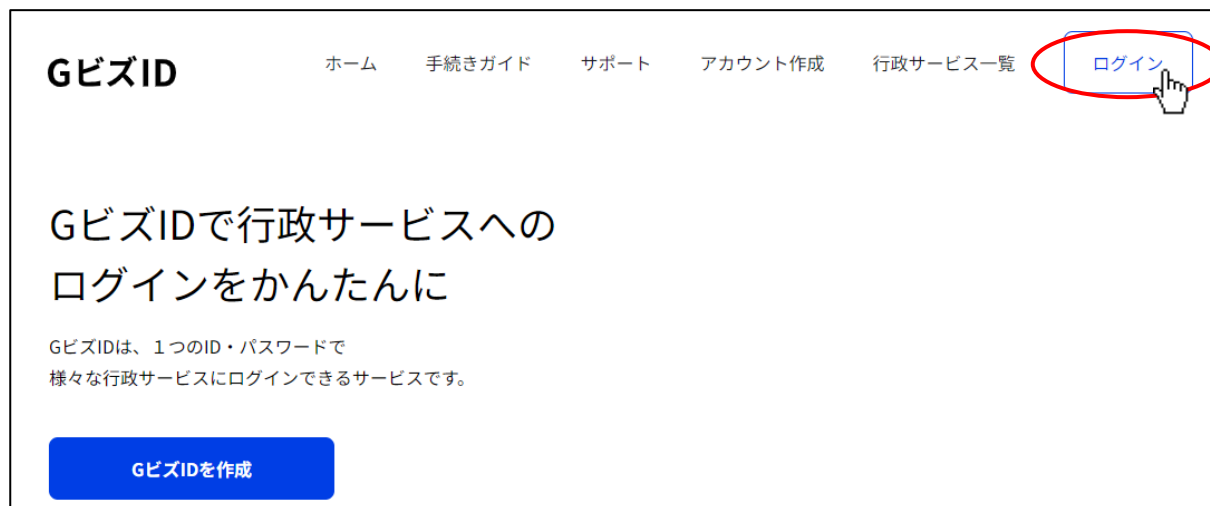 GビズID
ホーム 手続きガイド サポート アカウント作成 行政サービス一覧 ログイン
GビズIDで行政サービスへの
ログインをかんたんに
GビズIDは、１つのID・パスワードで
様々な行政サービスにログインできるサービスです。
GビズIDを作成